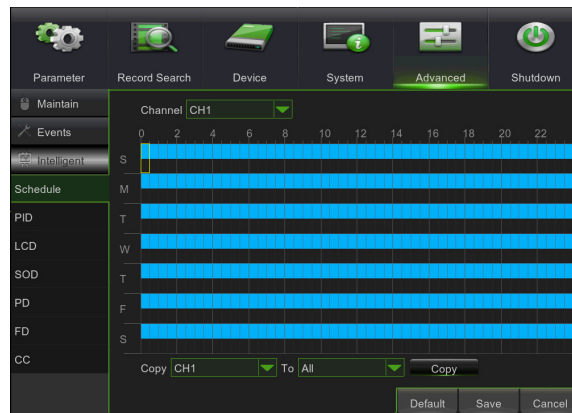 Parameter Record Search Device System Advanced Shutdown
Maintain
Events
Intelligent
Schedule
PID
LCD
SOD
PD
FD
CC
Channel CH1
0 2 4 6 8 10 12 14 16 18 20 22
S
M
T
W
T
F
S
Copy CH1 To All Copy
Default Save Cancel